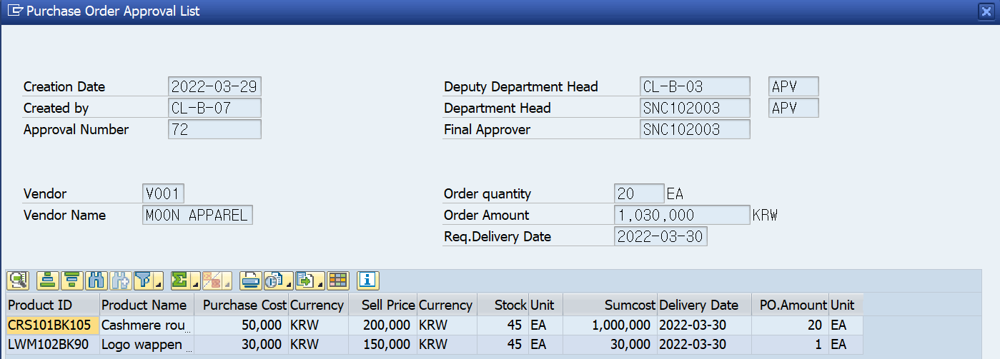 Purchase Order Approval List
Creation Date 2022-03-29 Deputy Department Head CL-B-03 APV
Created by CL-B-07 Department Head SNC102003 APV
Approval Number 72 Final Approver SNC102003
Vendor V001 Order quantity 20 EA
Vendor Name MOON APPAREL Order Amount 1,030,000 KRW
Req.Delivery Date 2022-03-30
Product ID Product Name Purchase Cost Currency Sell Price Currency Stock Unit Sumcost Delivery Date PO.Amount Unit
CRS101BK105 Cashmere rou... 50,000 KRW 200,000 KRW 45 EA 1,000,000 2022-03-30 20 EA
LWM102BK90 Logo wappen ... 30,000 KRW 150,000 KRW 45 EA 30,000 2022-03-30 1 EA